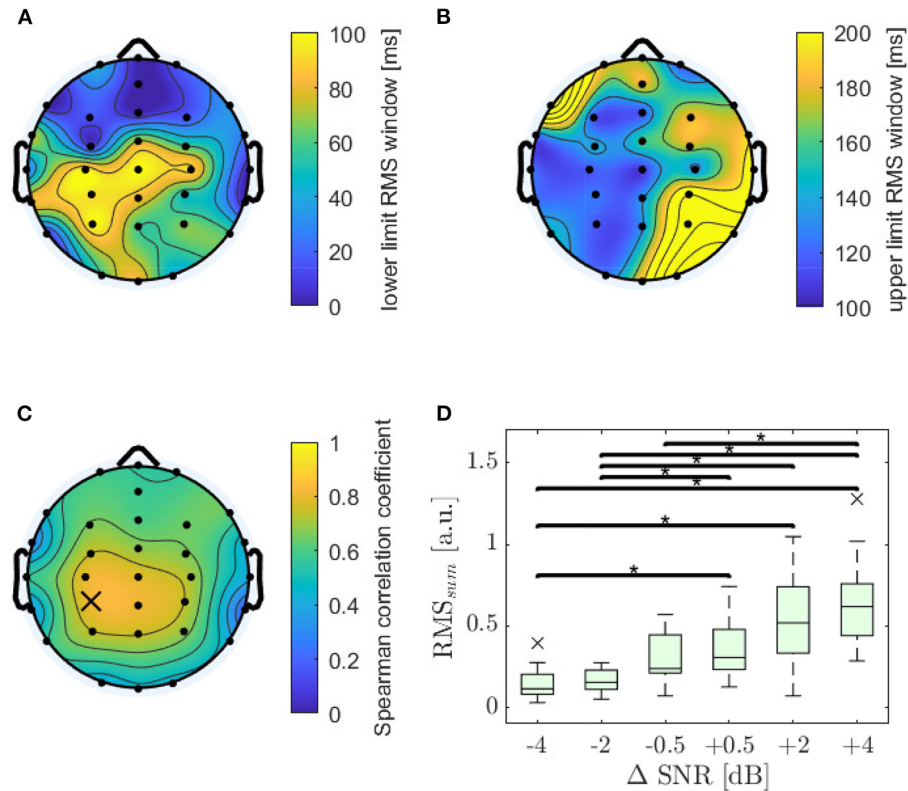 A
100
80
60
40
20
0
lower limit RMS window [ms]
B
200
180
160
140
120
100
upper limit RMS window [ms]
C
1
0.8
0.6
0.4
0.2
0
Spearman correlation coefficient
D
RMSsum [a.u.]
1.5
1
0.5
0
*
*
*
*
*
*
*
-4 -2 -0.5 +0.5 +2 +4
Δ SNR [dB]